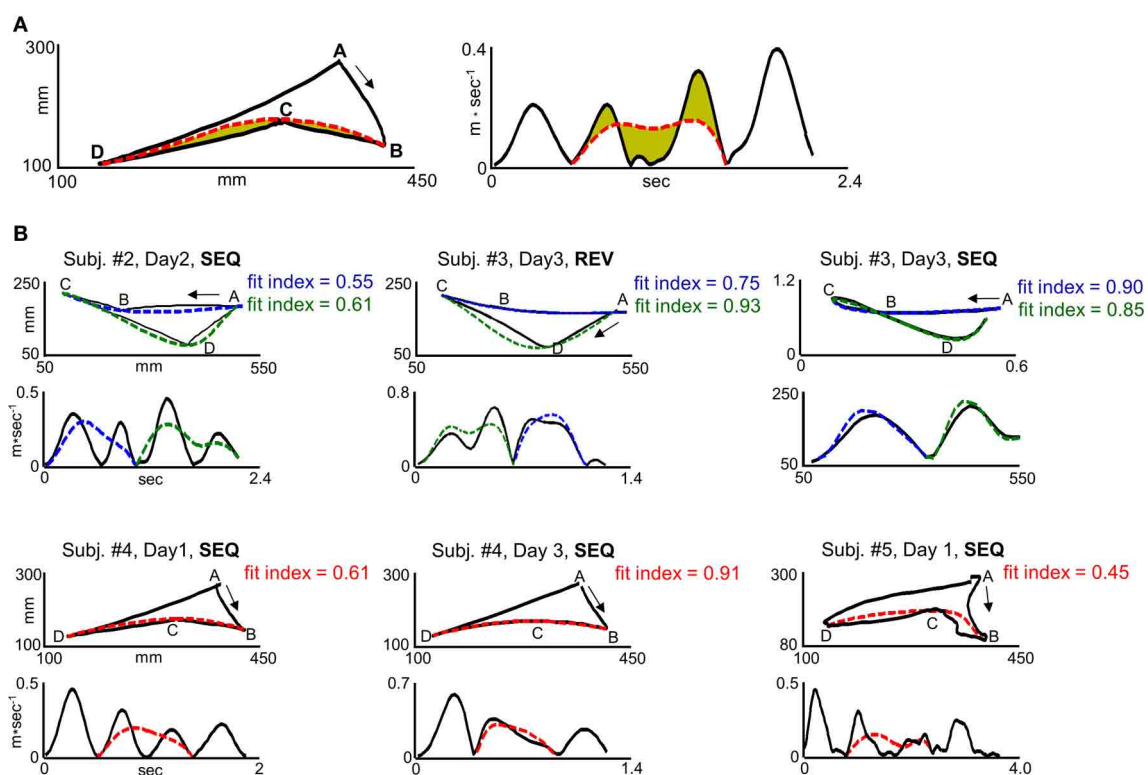 A
300
mm
100
A
C
D
B
100
mm
450
0.4
m • sec-1
0
0
sec
2.4
B
Subj. #2, Day2, SEQ
fit index = 0.55
fit index = 0.61
250
mm
50
C
B
A
D
50
mm
550
0.5
m•sec-1
0
0
sec
2.4
Subj. #3, Day3, REV
fit index = 0.75
fit index = 0.93
250
50
C
B
A
D
50
550
0.8
0
0
1.4
Subj. #3, Day3, SEQ
fit index = 0.90
fit index = 0.85
1.2
0
C
B
A
D
0
0.6
250
50
50
550
Subj. #4, Day1, SEQ
fit index = 0.61
300
mm
100
A
D
C
B
100
mm
450
0.5
m•sec-1
0
0
sec
2
Subj. #4, Day 3, SEQ
fit index = 0.91
300
100
A
D
C
B
100
450
0.7
0
0
1.4
Subj. #5, Day 1, SEQ
fit index = 0.45
300
80
A
D
C
B
100
450
0.5
0
0
4.0